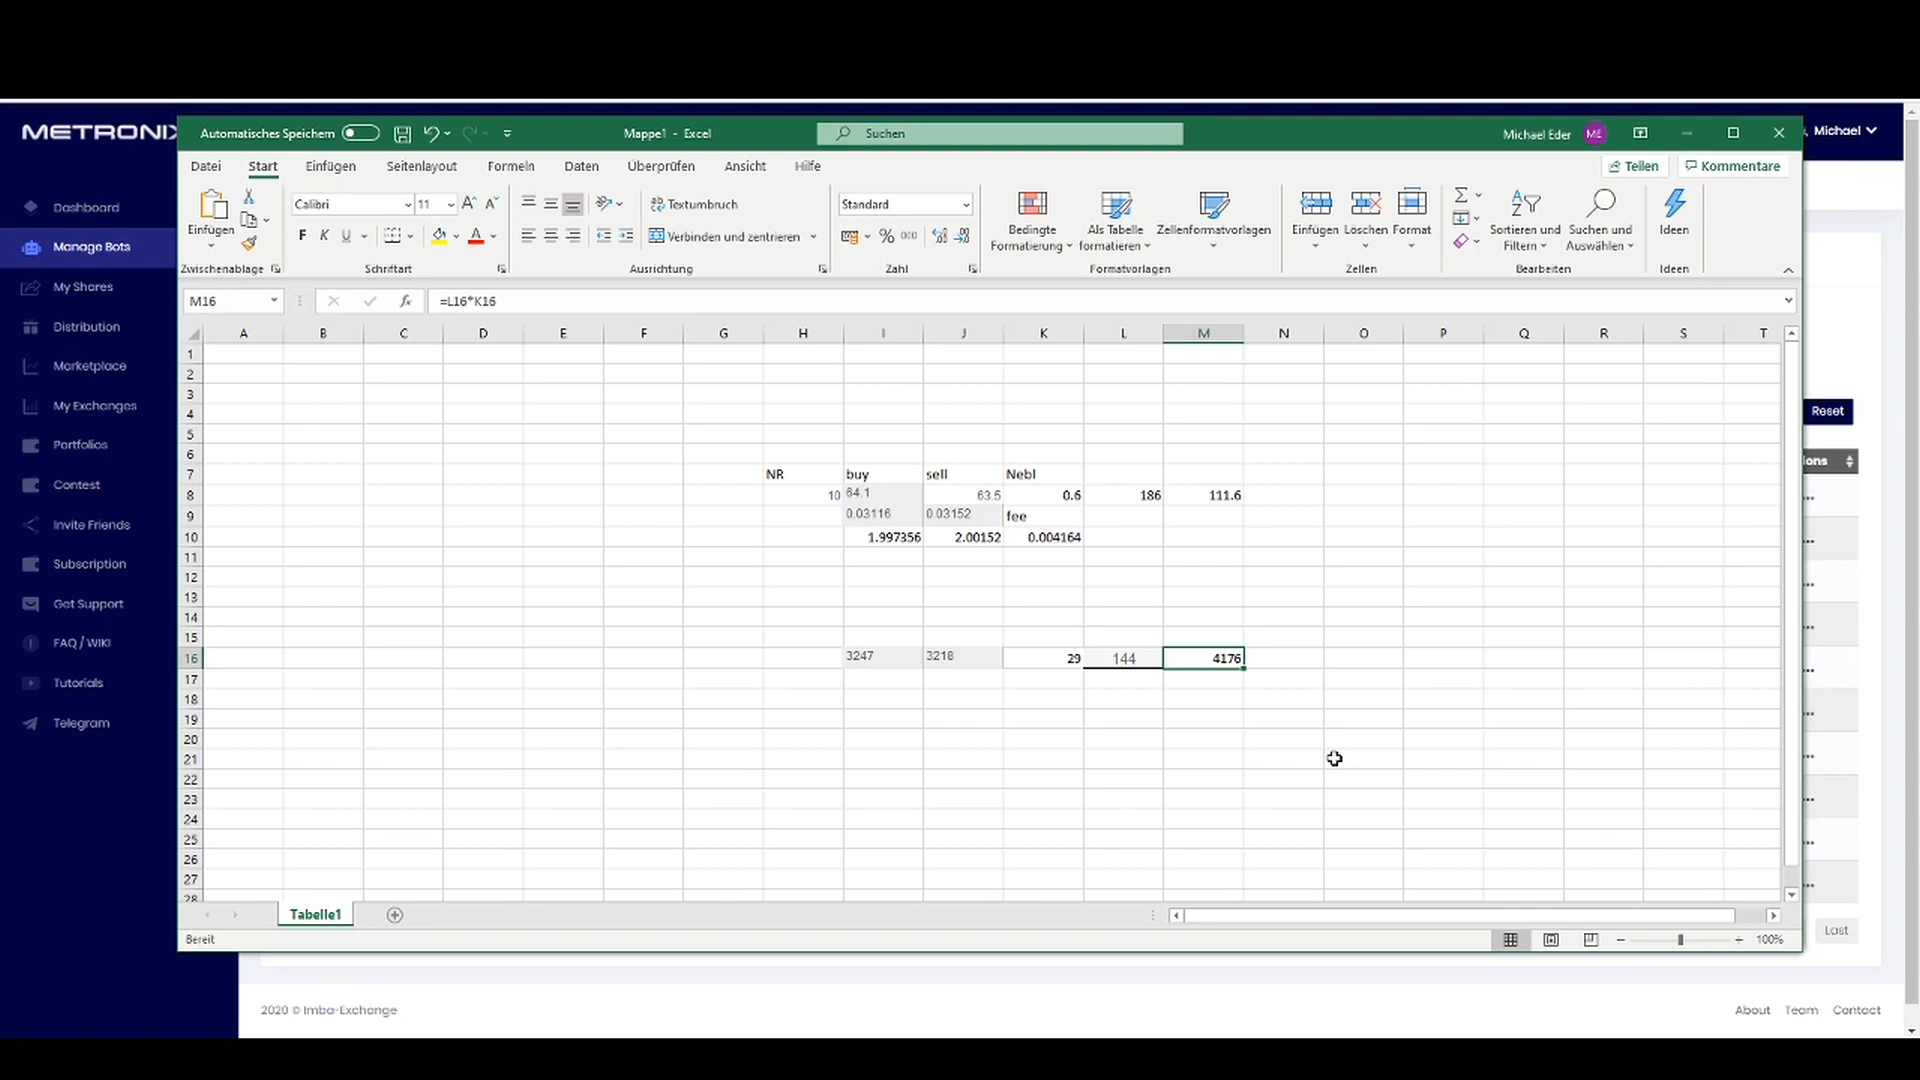 METRONIX
Automatisches Speichern
Mappe1 - Excel
Suchen
Michael Eder
ME
Michael
Datei Start Einfügen Seitenlayout Formeln Daten Überprüfen Ansicht Hilfe
Teilen
Kommentare
Einfügen
Zwischenablage
Calibri 11
F K U
Schriftart
Textumbruch
Verbinden und zentrieren
Ausrichtung
Standard
% 000
Zahl
Bedingte Formatierung
Als Tabelle formatieren
Zellenformatvorlagen
Formatvorlagen
Einfügen Löschen Format
Zellen
Sortieren und Filtern
Suchen und Auswählen
Bearbeiten
Ideen
Ideen
M16
fx
=L16*K16
A B C D E F G H I J K L M N O P Q R S T
1
2
3
4
5
6
7 NR buy sell Nebl
8 10 64.1 63.5 0.6 186 111.6
9 0.03116 0.03152 fee
10 1.997356 2.00152 0.004164
11
12
13
14
15
16 3247 3218 29 144 4176
17
18
19
20
21
22
23
24
25
26
27
28
Tabelle1
Bereit
100%
Dashboard
Manage Bots
My Shares
Distribution
Marketplace
My Exchanges
Portfolios
Contest
Invite Friends
Subscription
Get Support
FAQ / WIKI
Tutorials
Telegram
Reset
ions
Last
2020 © Imba-Exchange
About Team Contact